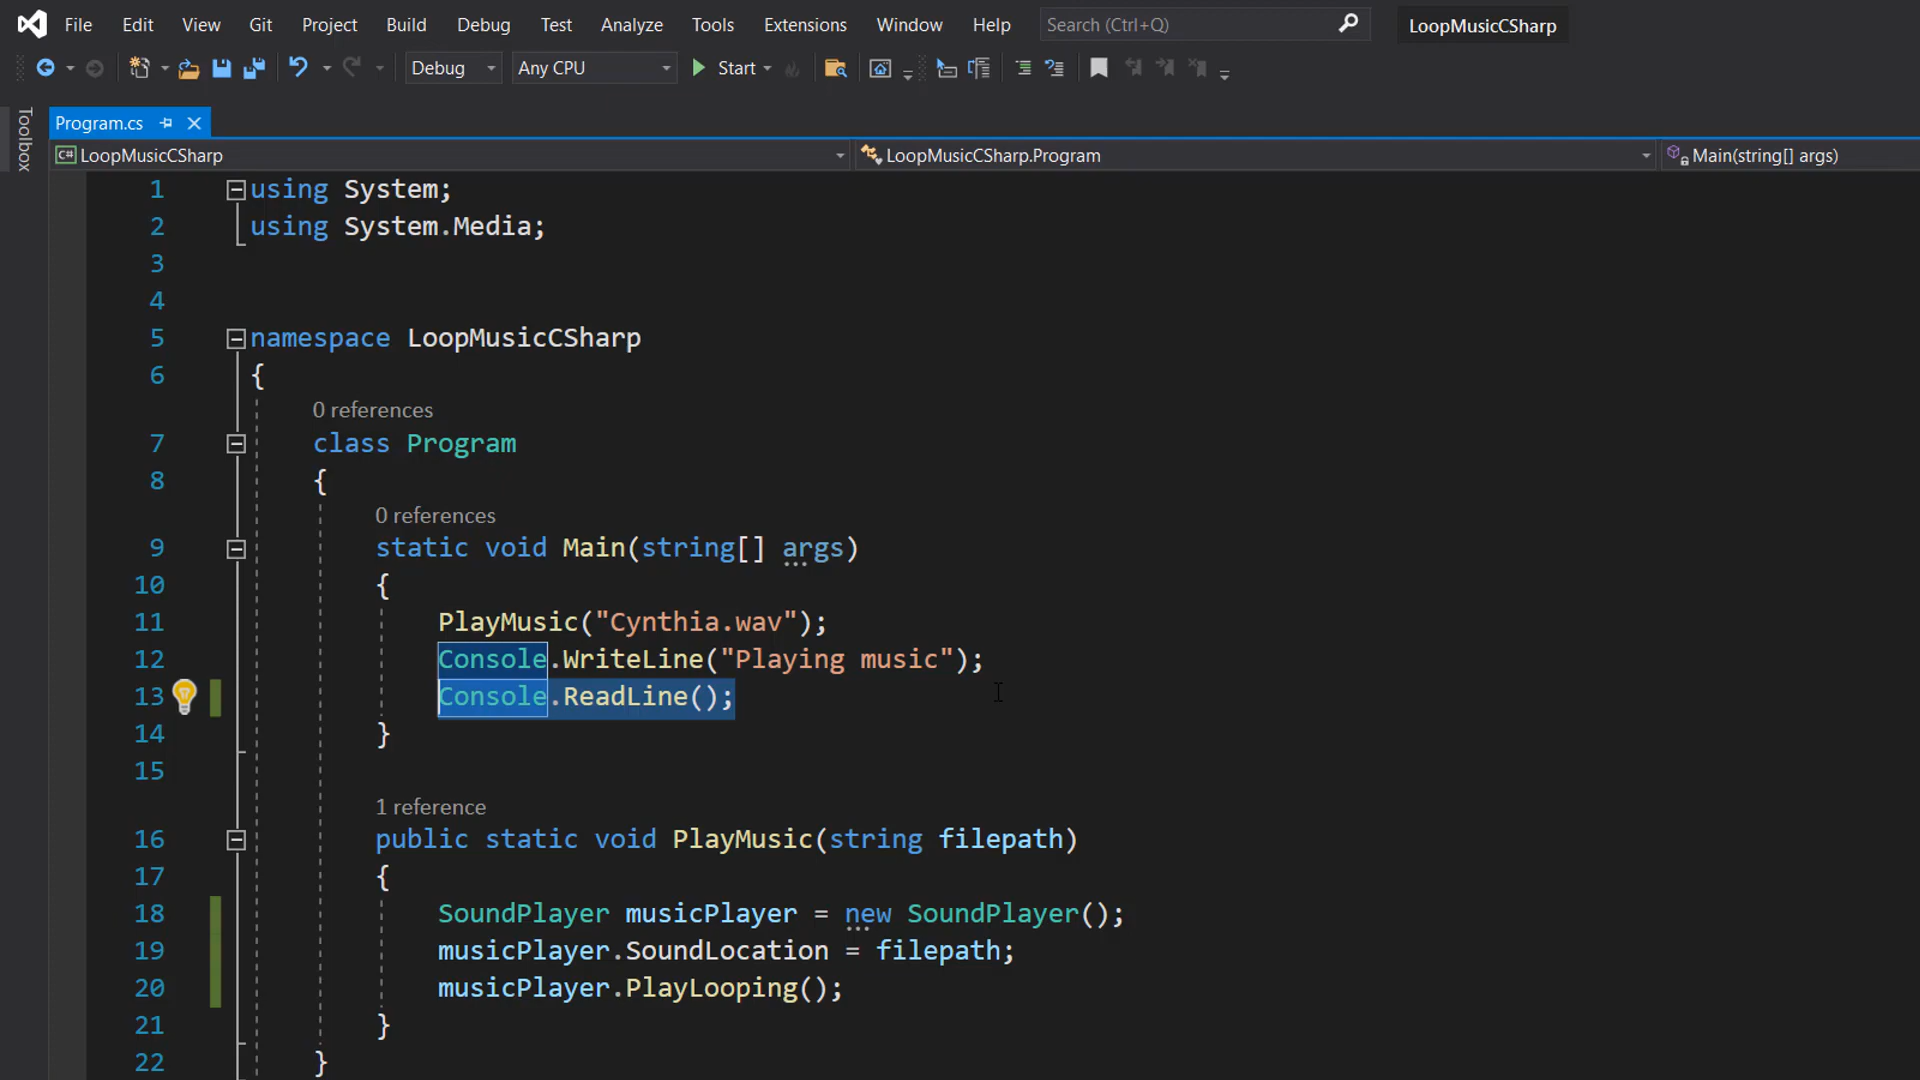 File Edit View Git Project Build Debug Test Analyze Tools Extensions Window Help Search (Ctrl+Q) LoopMusicCSharp
Debug Any CPU Start
Toolbox
Program.cs
C# LoopMusicCSharp LoopMusicCSharp.Program Main(string[] args)
1 using System;
2 using System.Media;
3
4
5 namespace LoopMusicCSharp
6 {
0 references
7 class Program
8 {
0 references
9 static void Main(string[] args)
10 {
11 PlayMusic("Cynthia.wav");
12 Console.WriteLine("Playing music");
13 Console.ReadLine();
14 }
15
1 reference
16 public static void PlayMusic(string filepath)
17 {
18 SoundPlayer musicPlayer = new SoundPlayer();
19 musicPlayer.SoundLocation = filepath;
20 musicPlayer.PlayLooping();
21 }
22 }